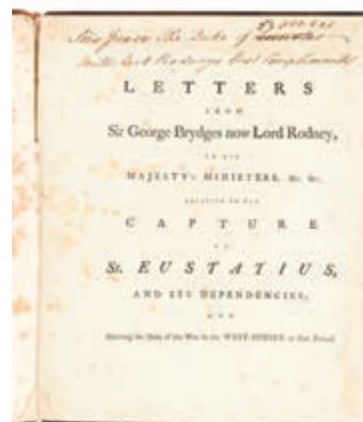 His Grace The Duke of
with Lord Rodneys best Compliments
LETTERS
FROM
Sir George Brydges now Lord Rodney,
TO HIS
MAJESTY's MINISTERS, &c. &c.
RELATIVE TO THE
CAPTURE
OF
St. EUSTATIUS,
AND ITS DEPENDENCIES;
AND
Shewing the State of the War in the WEST-INDIES, at that Period.